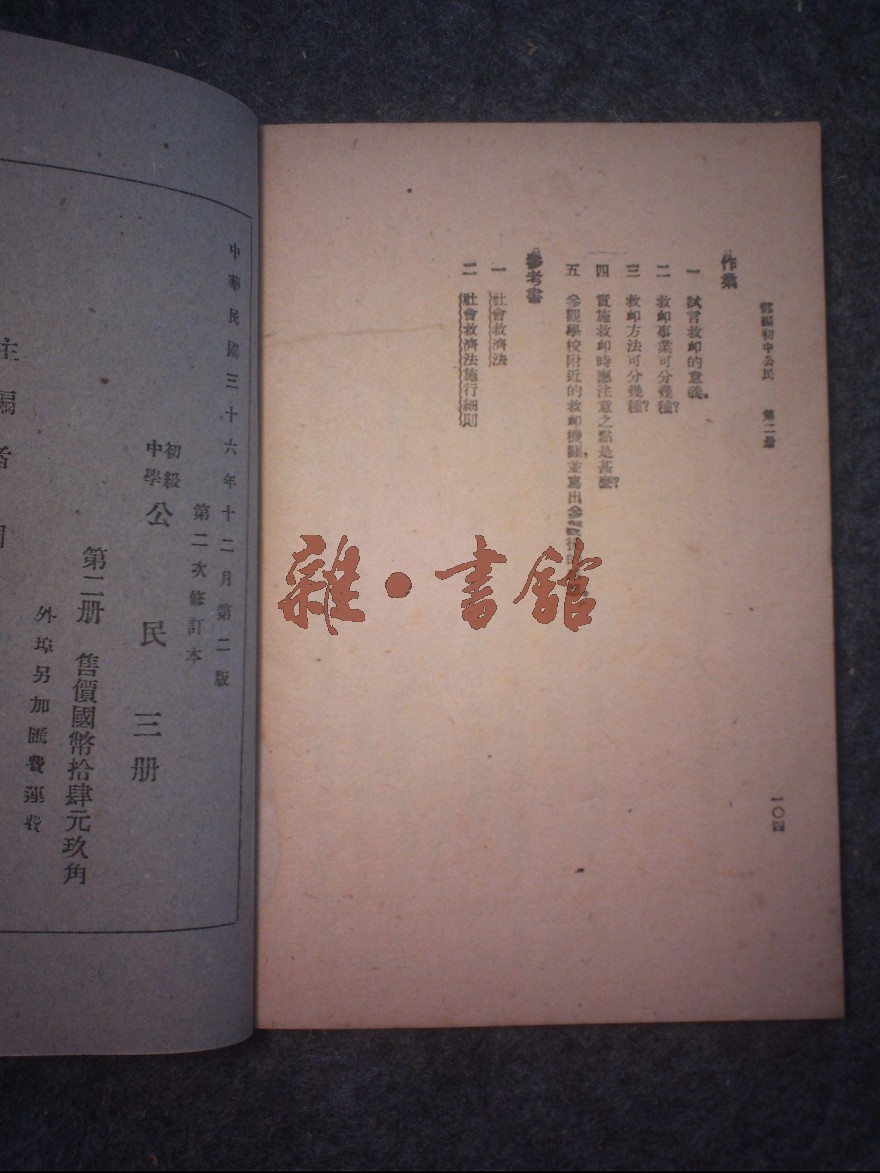 部編初中公民 第二册
作業
一 試言救卹的意義。
二 救卹事業可分幾種?
三 救卹方法可分幾種?
四 實施救卹時應注意之點是甚麼?
五 參觀學校附近的救卹機關,並寫出參觀後的
參考書
一 社會救濟法
二 社會救濟法施行細則
一〇四
雜·書館
中華民國三十六年十二月第二版
第二次修訂本
初級中學 公民 三册
第二册 售價國幣拾肆元玖角
外埠另加匯費運費
主編者